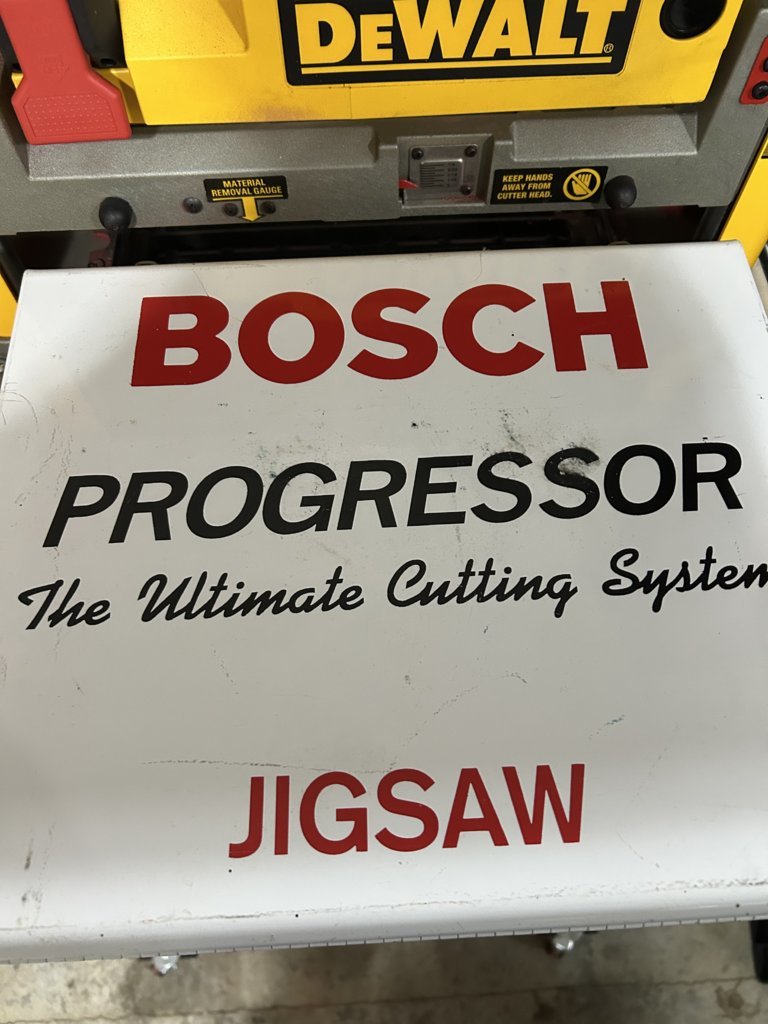 DEWALT®
MATERIAL
REMOVAL GAUGE
KEEP HANDS
AWAY FROM
CUTTER HEAD.
BOSCH
PROGRESSOR
The Ultimate Cutting System
JIGSAW